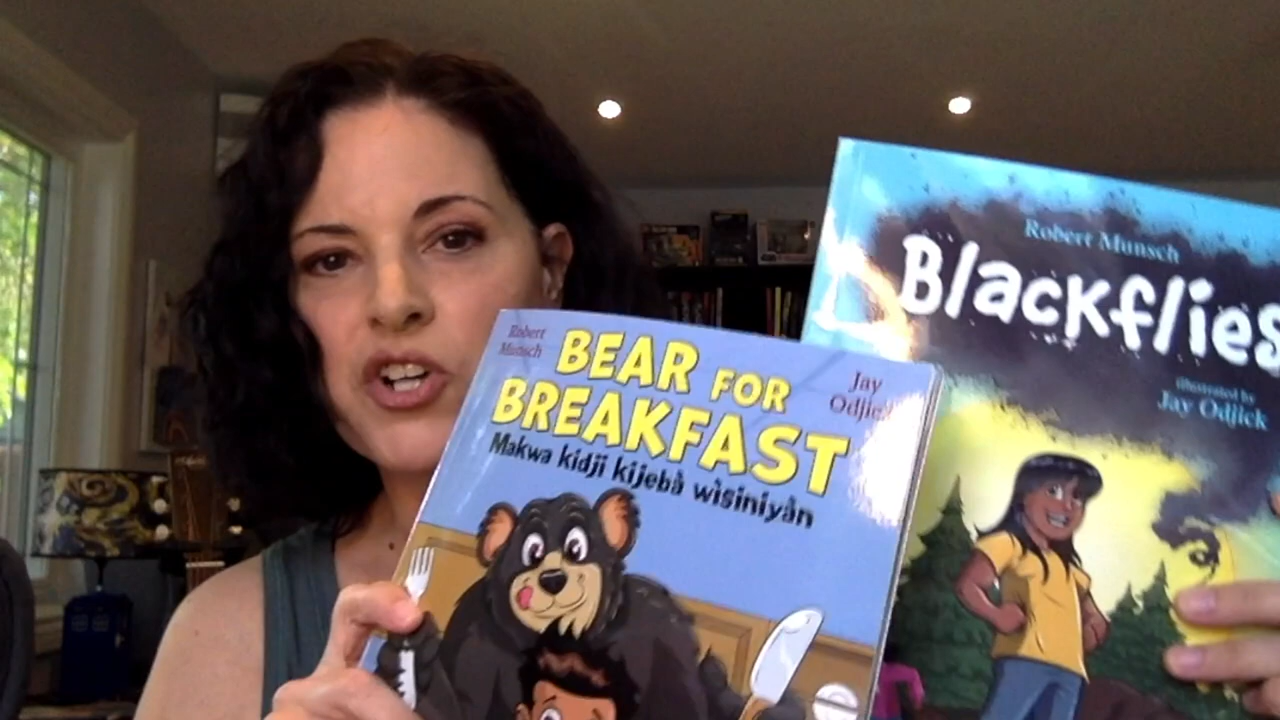 Robert
Munsch
BEAR FOR
BREAKFAST
Jay
Odjick
Makwa kidji kijebà wìsiniyàn
Robert Munsch
Blackflies
illustrated by
Jay Odjick